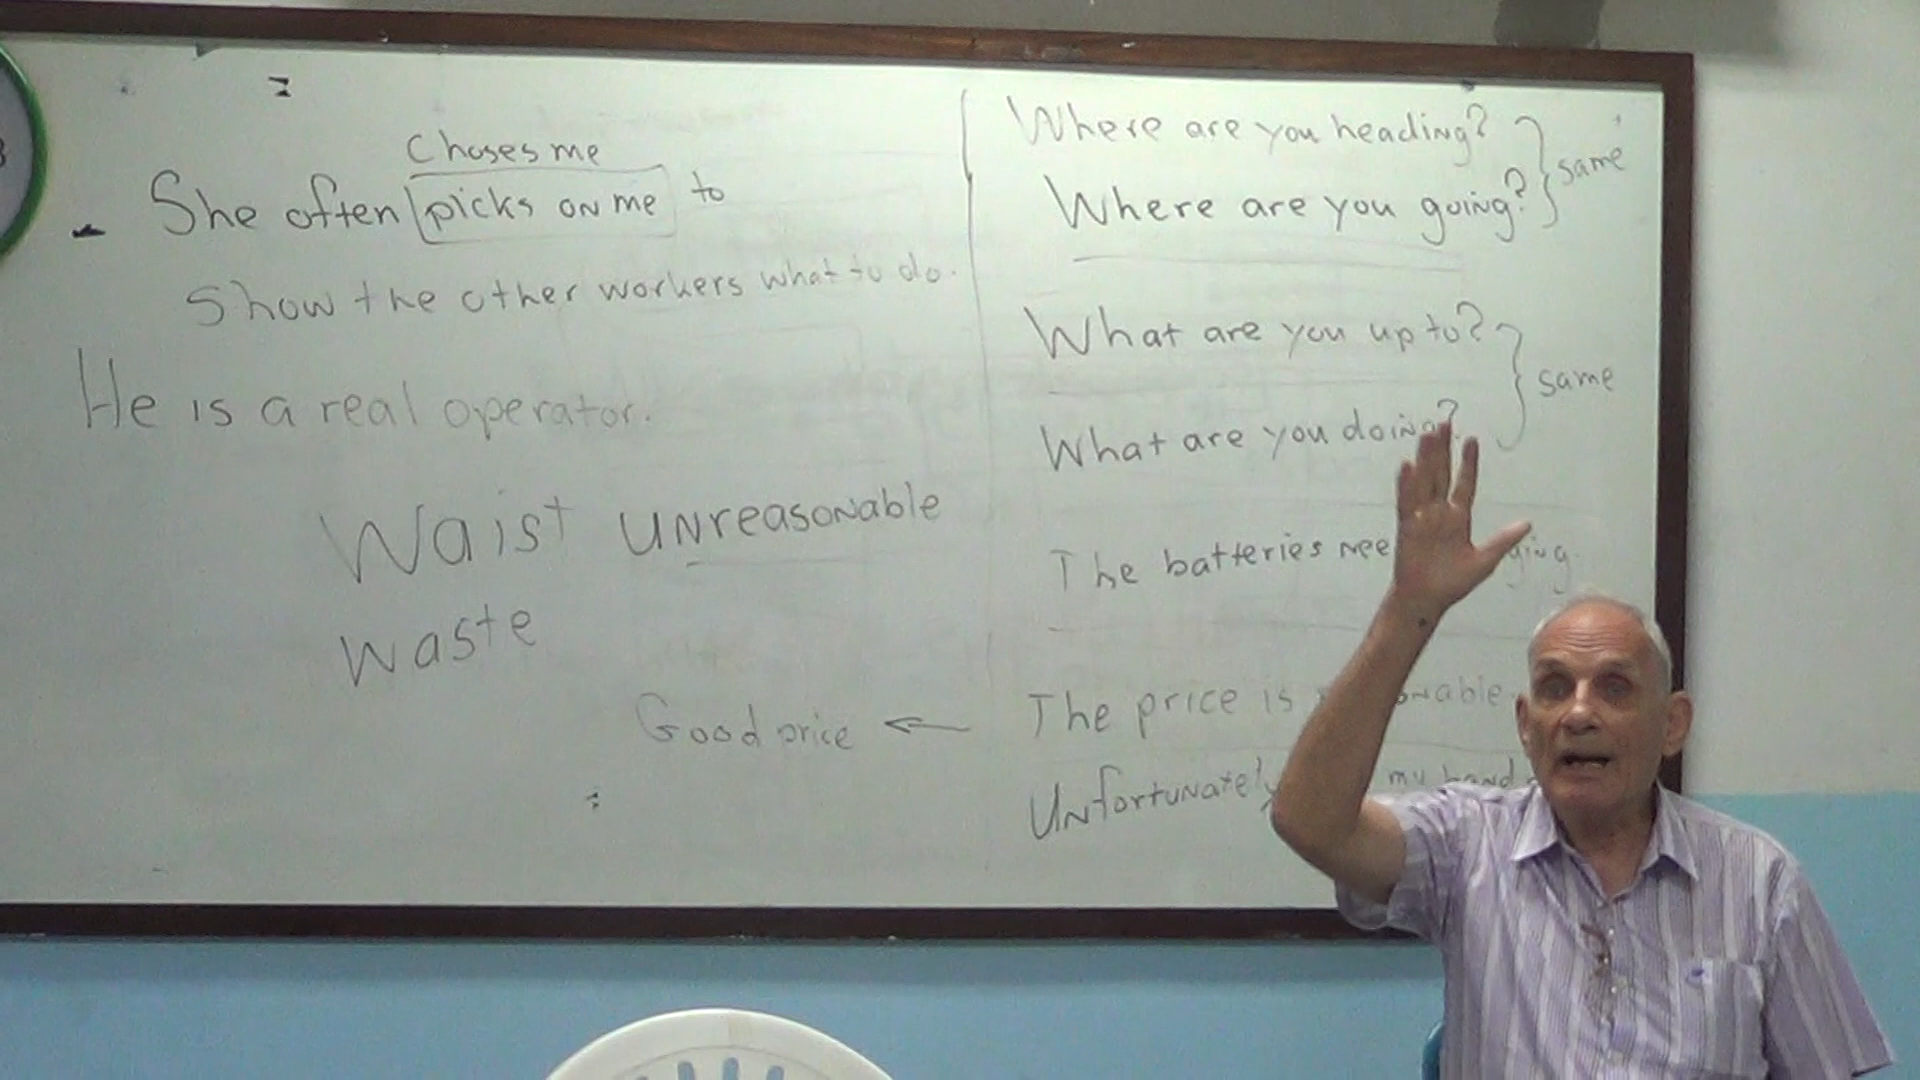 Choses me
She often picks on me to
show the other workers what to do.
He is a real operator.
Waist unreasonable
waste
Good price ←
Where are you heading?
same
Where are you going?
What are you up to?
same
What are you doing?
The batteries
The price is
Unfortunately my